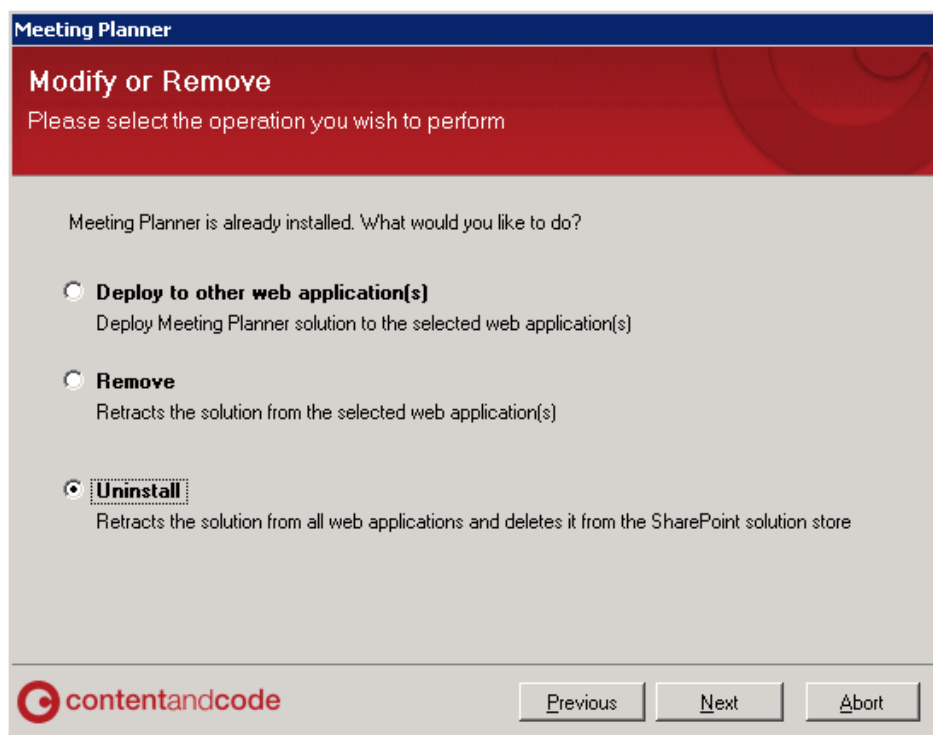 Meeting Planner
Modify or Remove
Please select the operation you wish to perform
Meeting Planner is already installed. What would you like to do?
Deploy to other web application(s)
Deploy Meeting Planner solution to the selected web application(s)
Remove
Retracts the solution from the selected web application(s)
Uninstall
Retracts the solution from all web applications and deletes it from the SharePoint solution store
contentandcode
Previous Next Abort